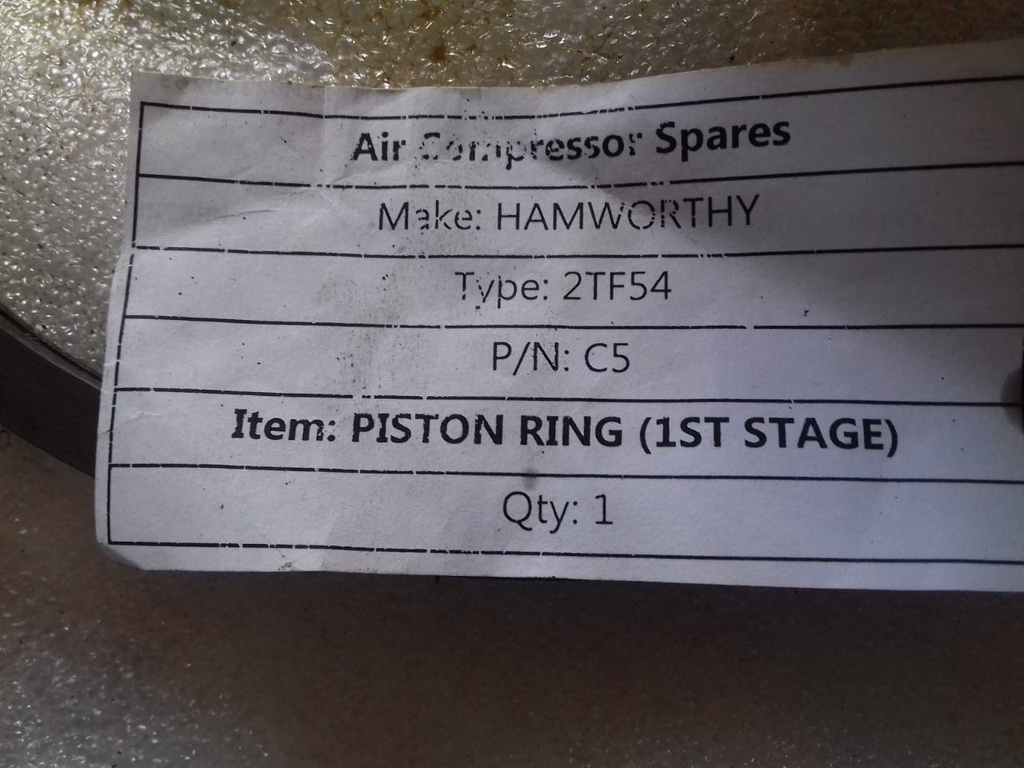 Air Compressor Spares
Make: HAMWORTHY
Type: 2TF54
P/N: C5
Item: PISTON RING (1ST STAGE)
Qty: 1